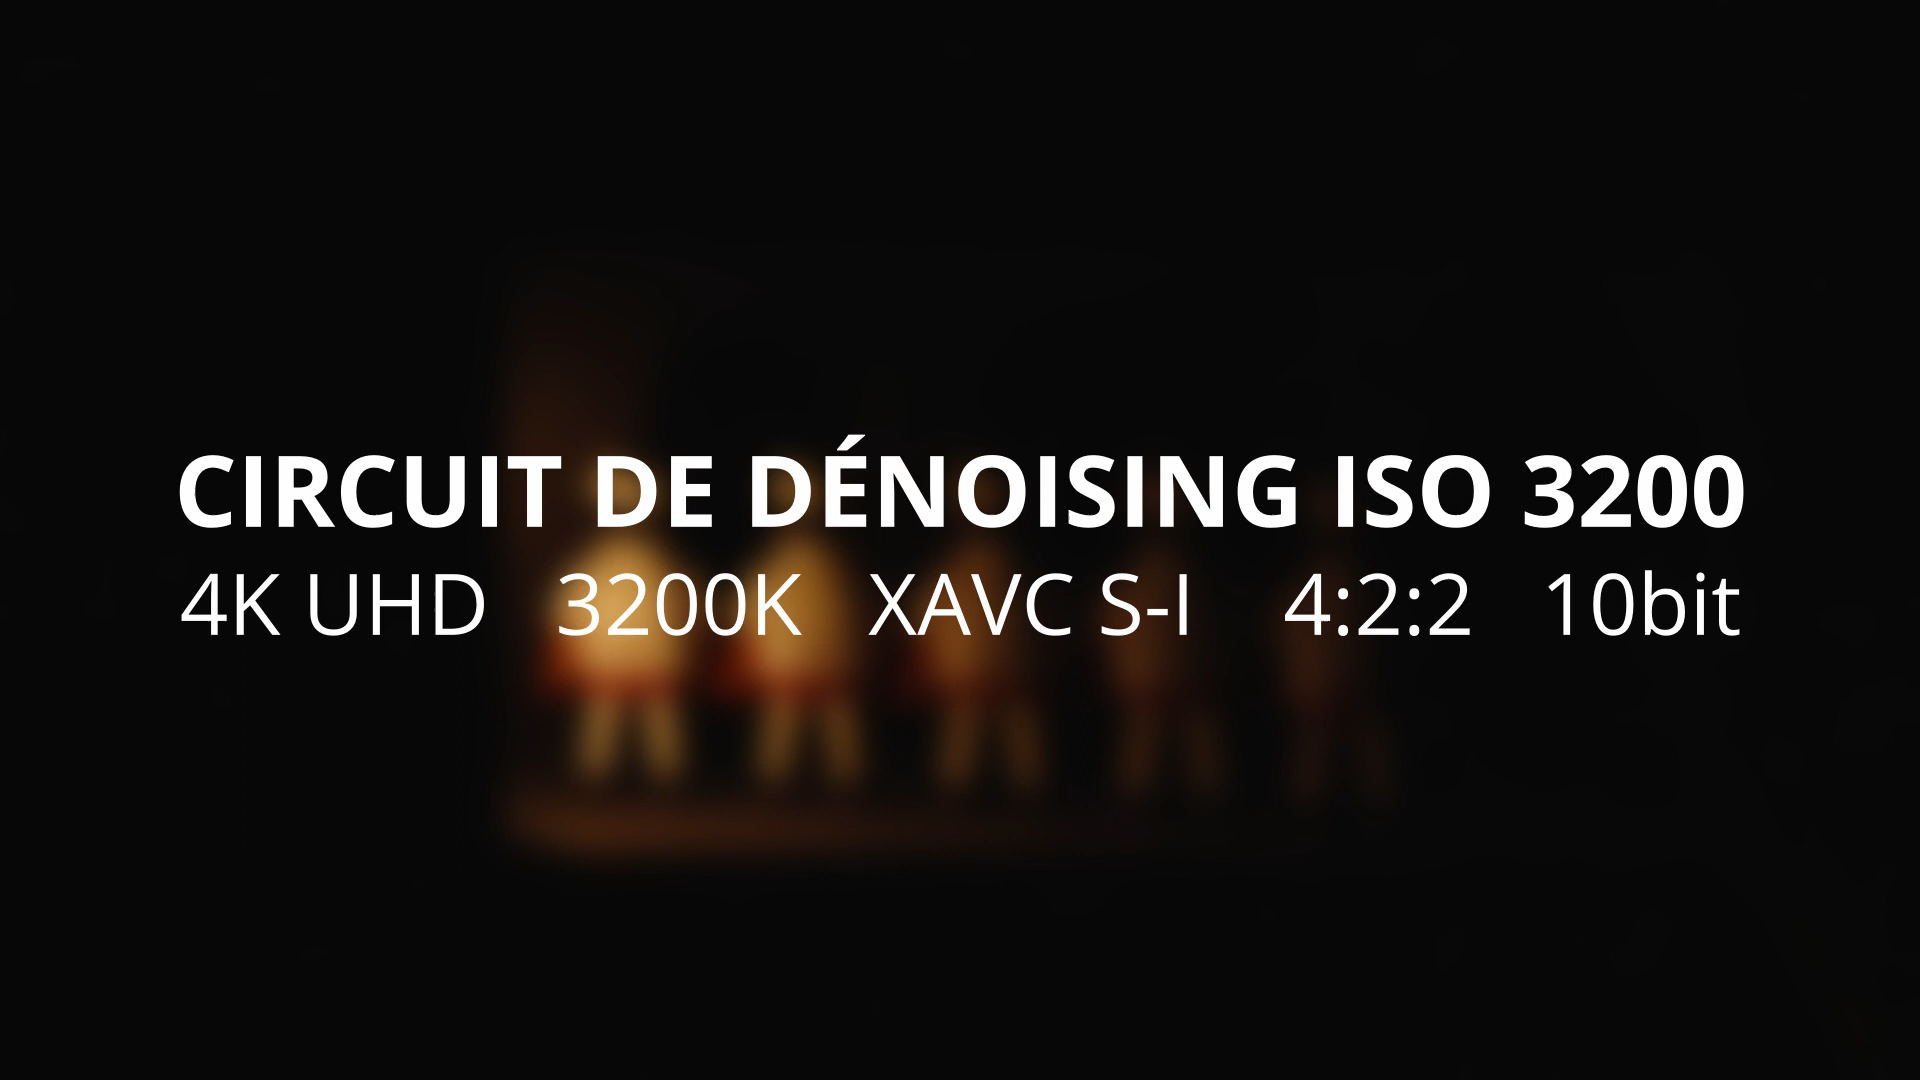 CIRCUIT DE DÉNOISING ISO 3200
4K UHD 3200K XAVC S-I 4:2:2 10bit